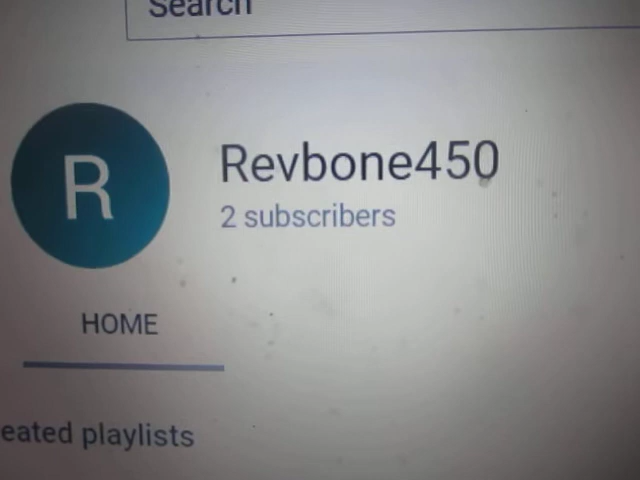 Search
R
Revbone450
2 subscribers
HOME
eated playlists